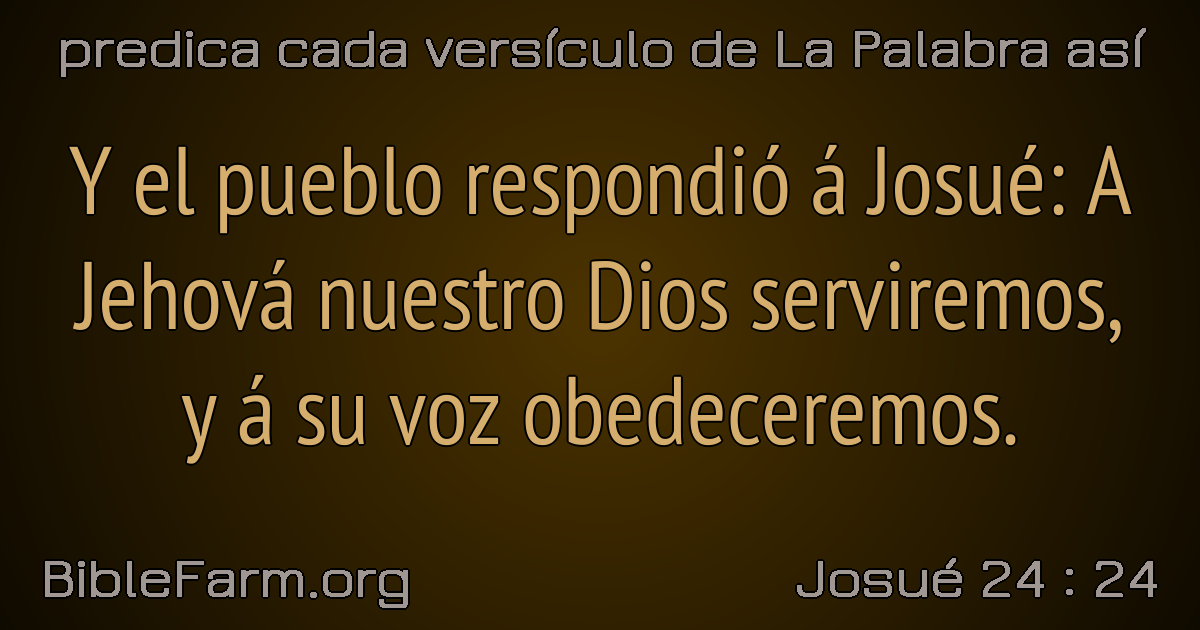 predica cada versículo de La Palabra así
Y el pueblo respondió á Josué: A
Jehová nuestro Dios serviremos,
y á su voz obedeceremos.
BibleFarm.org
Josué 24 : 24